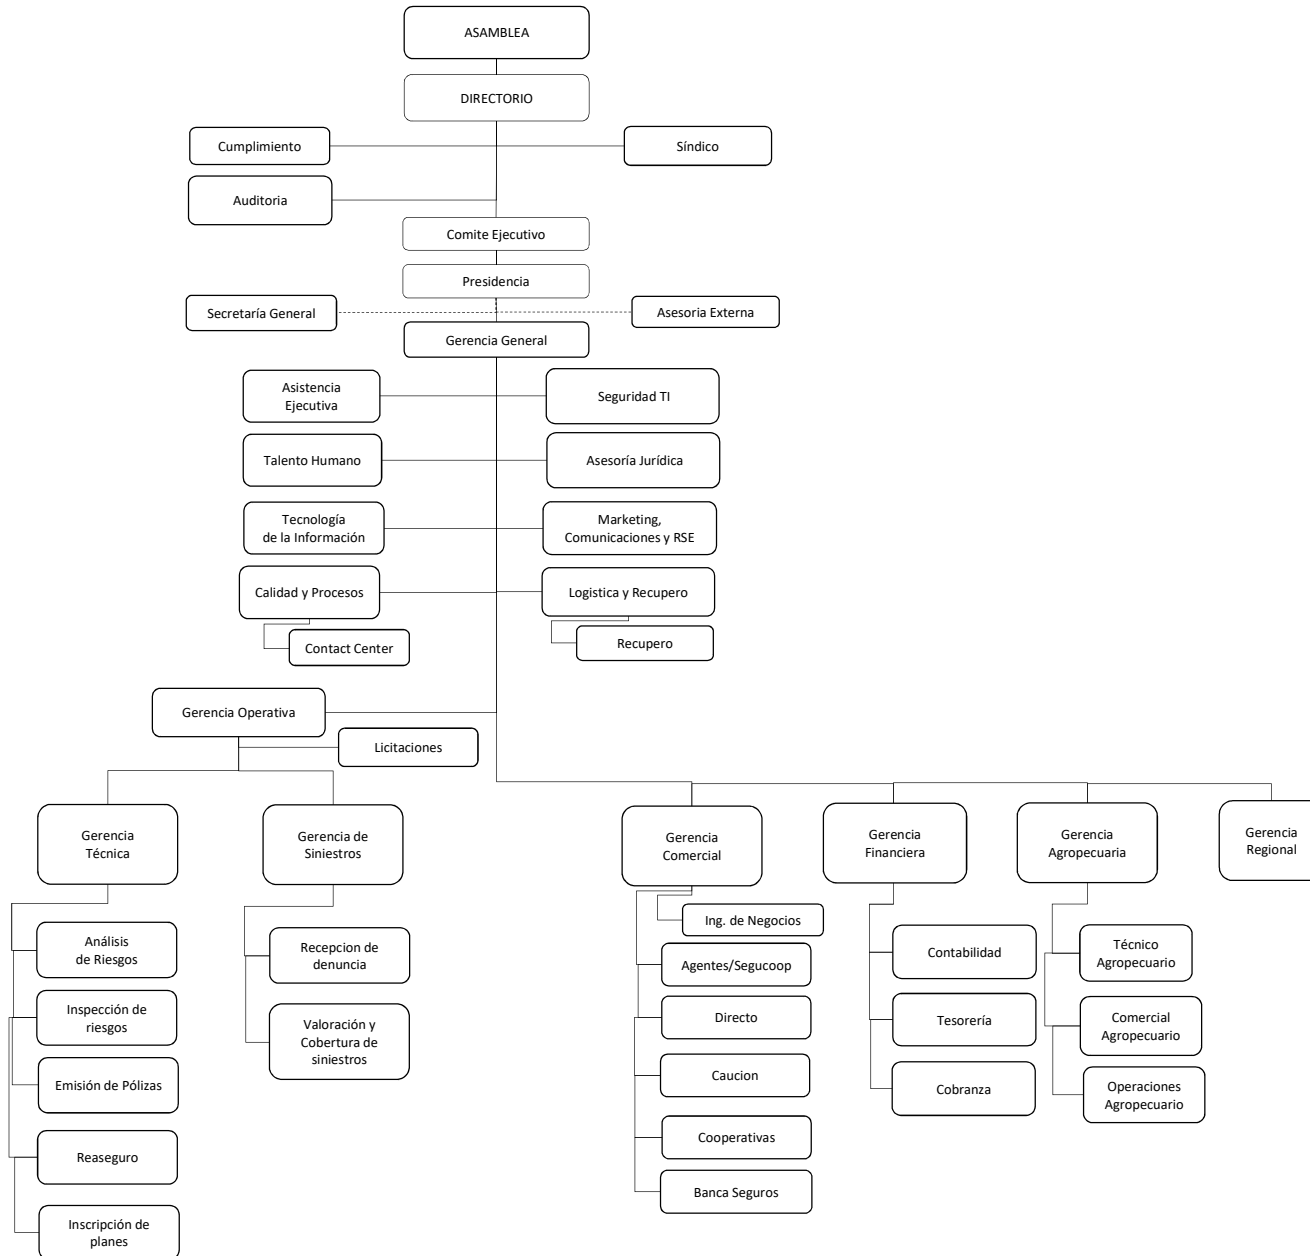 ASAMBLEA
DIRECTORIO
Cumplimiento
Síndico
Auditoria
Comite Ejecutivo
Presidencia
Secretaría General
Asesoria Externa
Gerencia General
Asistencia
Ejecutiva
Seguridad TI
Talento Humano
Asesoría Jurídica
Tecnología
de la Información
Marketing,
Comunicaciones y RSE
Calidad y Procesos
Logistica y Recupero
Contact Center
Recupero
Gerencia Operativa
Licitaciones
Gerencia
Técnica
Gerencia de
Siniestros
Gerencia
Comercial
Gerencia
Financiera
Gerencia
Agropecuaria
Gerencia
Regional
Análisis
de Riesgos
Inspección de
riesgos
Emisión de Pólizas
Reaseguro
Inscripción de
planes
Recepcion de
denuncia
Valoración y
Cobertura de
siniestros
Ing. de Negocios
Agentes/Segucoop
Directo
Caucion
Cooperativas
Banca Seguros
Contabilidad
Tesorería
Cobranza
Técnico
Agropecuario
Comercial
Agropecuario
Operaciones
Agropecuario